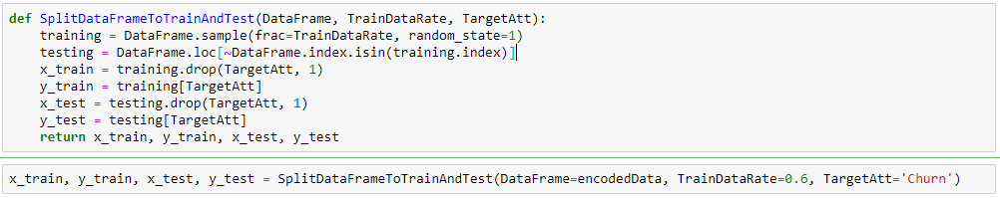 def SplitDataFrameToTrainAndTest(DataFrame, TrainDataRate, TargetAtt):
    training = DataFrame.sample(frac=TrainDataRate, random_state=1)
    testing = DataFrame.loc[~DataFrame.index.isin(training.index)]
    x_train = training.drop(TargetAtt, 1)
    y_train = training[TargetAtt]
    x_test = testing.drop(TargetAtt, 1)
    y_test = testing[TargetAtt]
    return x_train, y_train, x_test, y_test
x_train, y_train, x_test, y_test = SplitDataFrameToTrainAndTest(DataFrame=encodedData, TrainDataRate=0.6, TargetAtt='Churn')